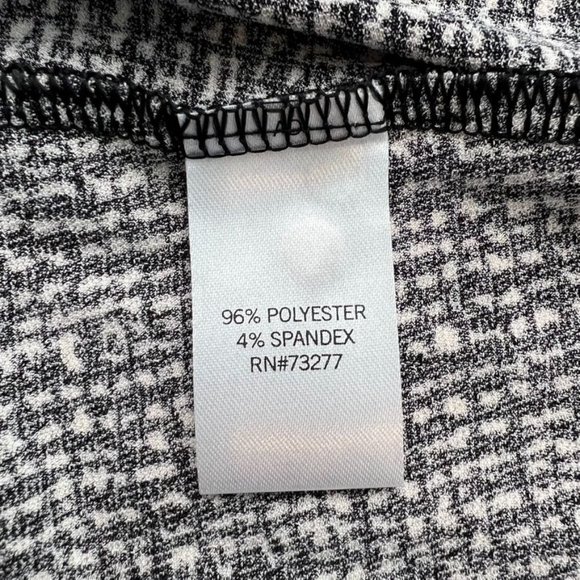 96% POLYESTER
4% SPANDEX
RN#73277